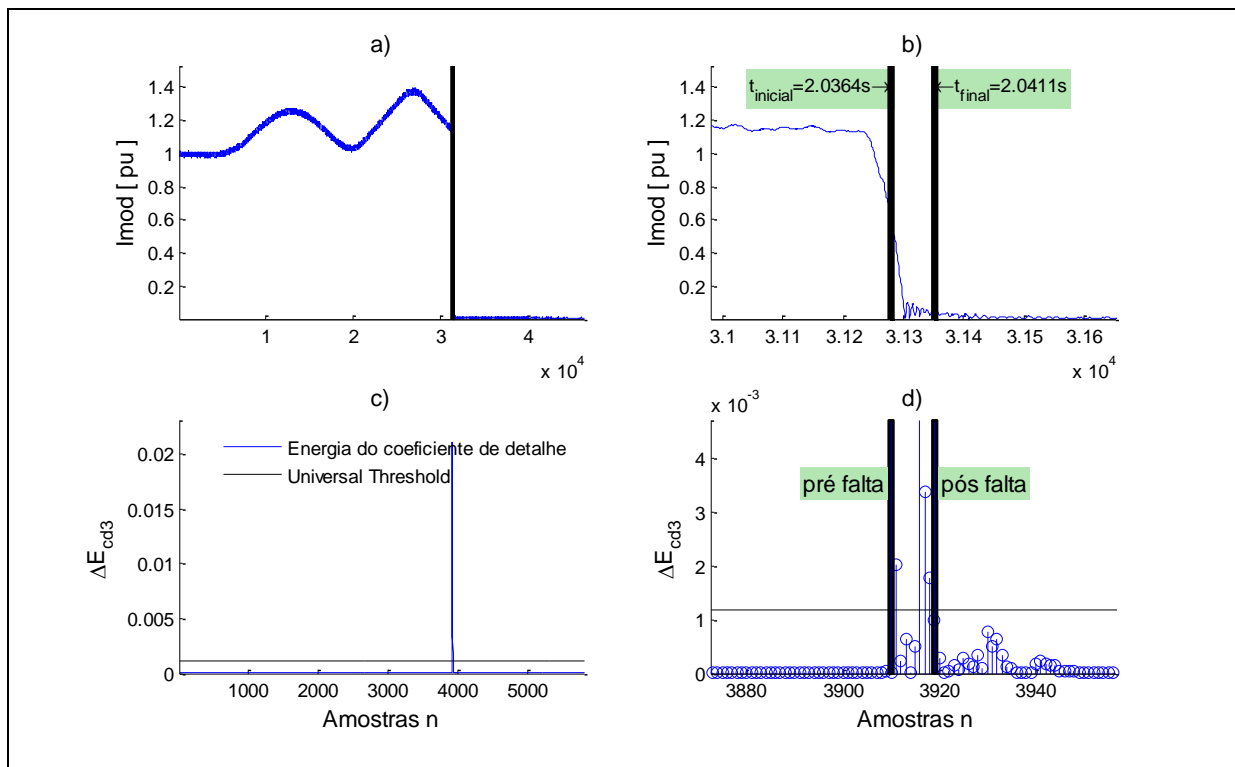 a)
Imod [ pu ]
1.4
1.2
1
0.8
0.6
0.4
0.2
1 2 3 4
x 10^4
b)
t_inicial=2.0364s→
←t_final=2.0411s
Imod [ pu ]
1.4
1.2
1
0.8
0.6
0.4
0.2
3.1 3.11 3.12 3.13 3.14 3.15 3.16
x 10^4
c)
Energia do coeficiente de detalhe
Universal Threshold
ΔE_cd3
0.02
0.015
0.01
0.005
0
1000 2000 3000 4000 5000
Amostras n
x 10^-3
d)
pré falta
pós falta
ΔE_cd3
4
3
2
1
0
3880 3900 3920 3940
Amostras n